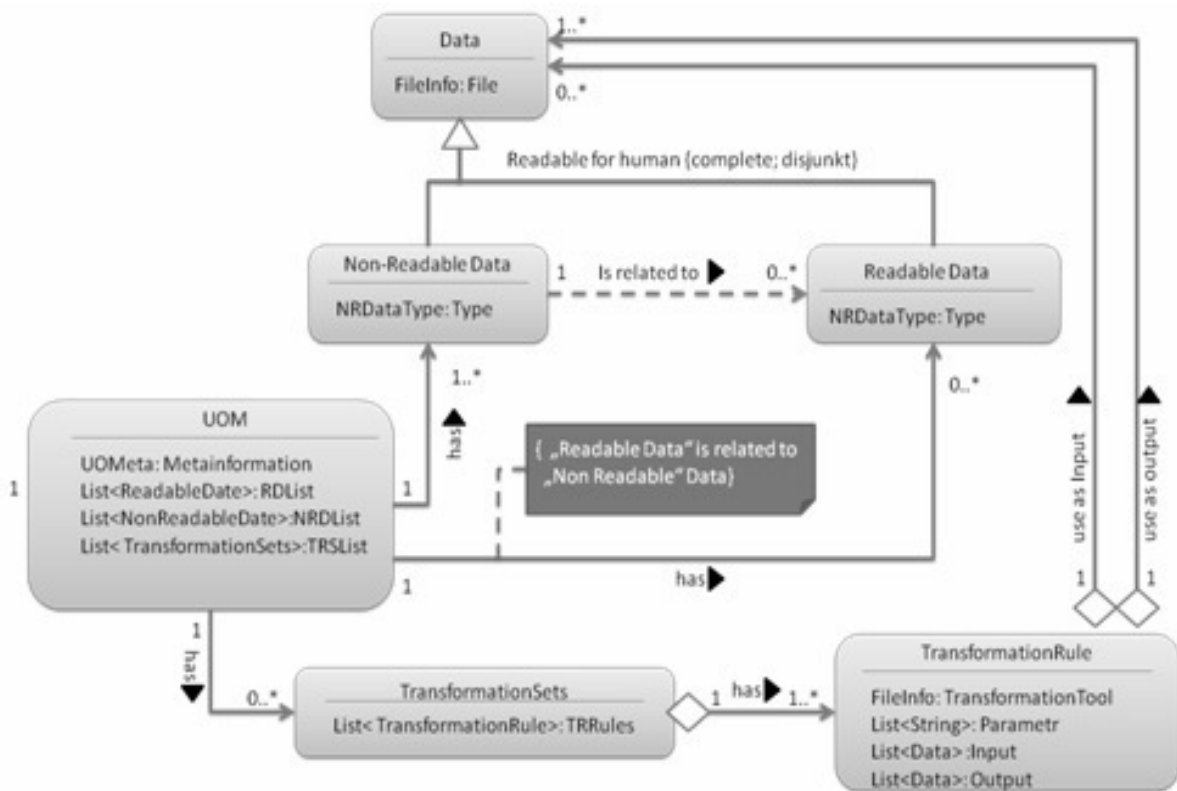 Data
FileInfo: File
1..*
0..*
Readable for human {complete; disjunkt}
Non-Readable Data
NRDataType: Type
1
Is related to
0..*
Readable Data
NRDataType: Type
1..*
0..*
has
UOM
UOMeta: Metainformation
List<ReadableDate>: RDList
List<NonReadableDate>:NRDList
List< TransformationSets>:TRSList
1
1
1
{ „Readable Data“ is related to
„Non Readable“ Data}
has
use as Input
use as output
1
1
1
has
0..*
TransformationSets
List< TransformationRule>: TRRules
1
has
1..*
TransformationRule
FileInfo: TransformationTool
List<String>: Parametr
List<Data> :Input
List<Data>: Output